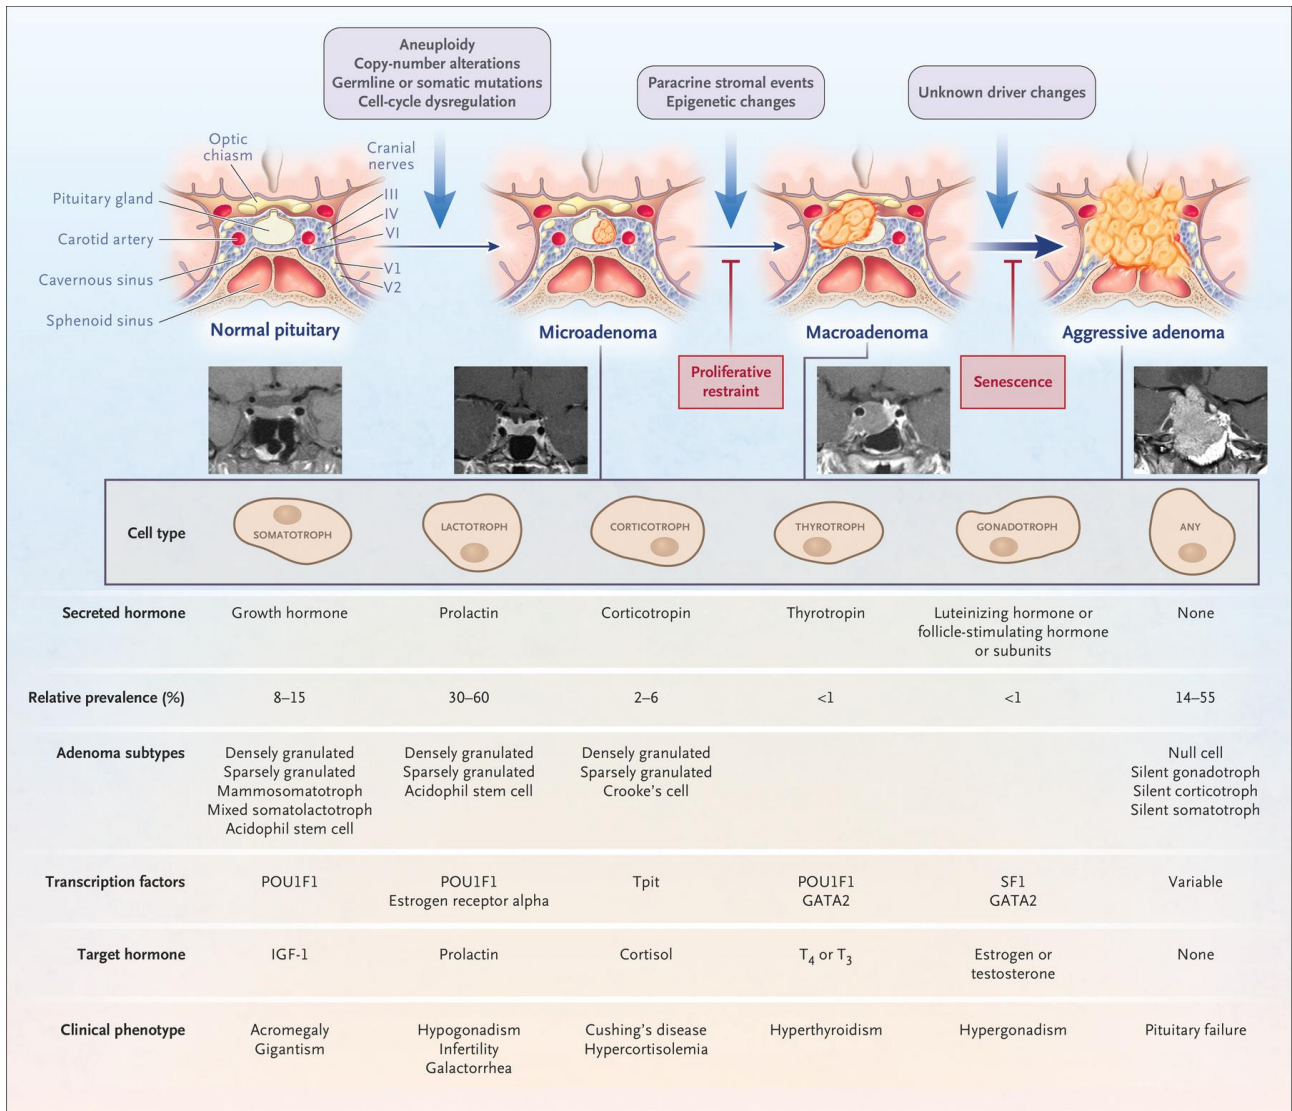 Aneuploidy
Copy-number alterations
Germline or somatic mutations
Cell-cycle dysregulation
Paracrine stromal events
Epigenetic changes
Unknown driver changes
Optic
chiasm
Cranial
nerves
Pituitary gland
Carotid artery
Cavernous sinus
Sphenoid sinus
III
IV
VI
V1
V2
Normal pituitary
Microadenoma
Macroadenoma
Aggressive adenoma
Proliferative
restraint
Senescence
Cell type
SOMATOTROPH
LACTOTROPH
CORTICOTROPH
THYROTROPH
GONADOTROPH
ANY
Secreted hormone
Growth hormone
Prolactin
Corticotropin
Thyrotropin
Luteinizing hormone or
follicle-stimulating hormone
or subunits
None
Relative prevalence (%)
8–15
30–60
2–6
<1
<1
14–55
Adenoma subtypes
Densely granulated
Sparsely granulated
Mammosomatotroph
Mixed somatolactotroph
Acidophil stem cell
Densely granulated
Sparsely granulated
Acidophil stem cell
Densely granulated
Sparsely granulated
Crooke's cell
Null cell
Silent gonadotroph
Silent corticotroph
Silent somatotroph
Transcription factors
POU1F1
POU1F1
Estrogen receptor alpha
Tpit
POU1F1
GATA2
SF1
GATA2
Variable
Target hormone
IGF-1
Prolactin
Cortisol
T4 or T3
Estrogen or
testosterone
None
Clinical phenotype
Acromegaly
Gigantism
Hypogonadism
Infertility
Galactorrhea
Cushing's disease
Hypercortisolemia
Hyperthyroidism
Hypergonadism
Pituitary failure